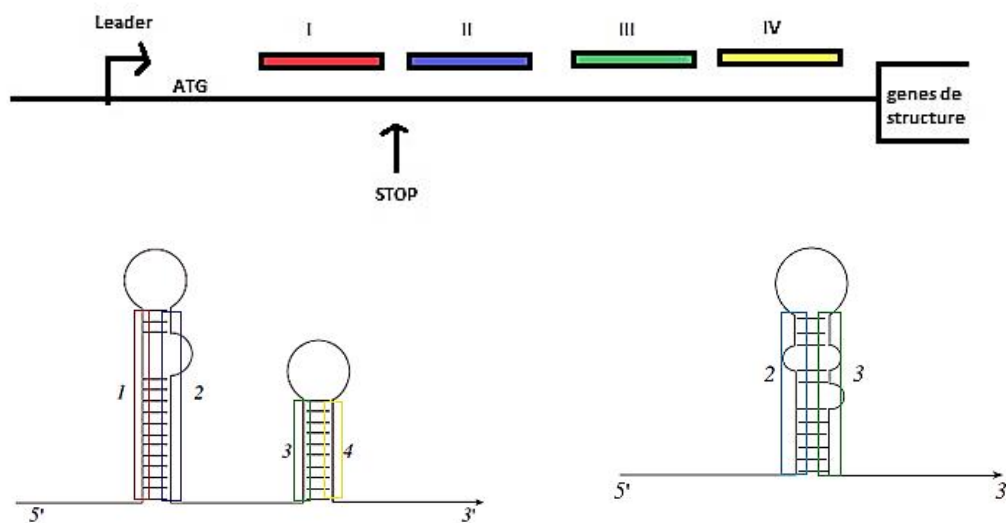 Leader
I
II
III
IV
ATG
genes de
structure
STOP
1
2
3
4
2
3
5'
3'
5'
3'